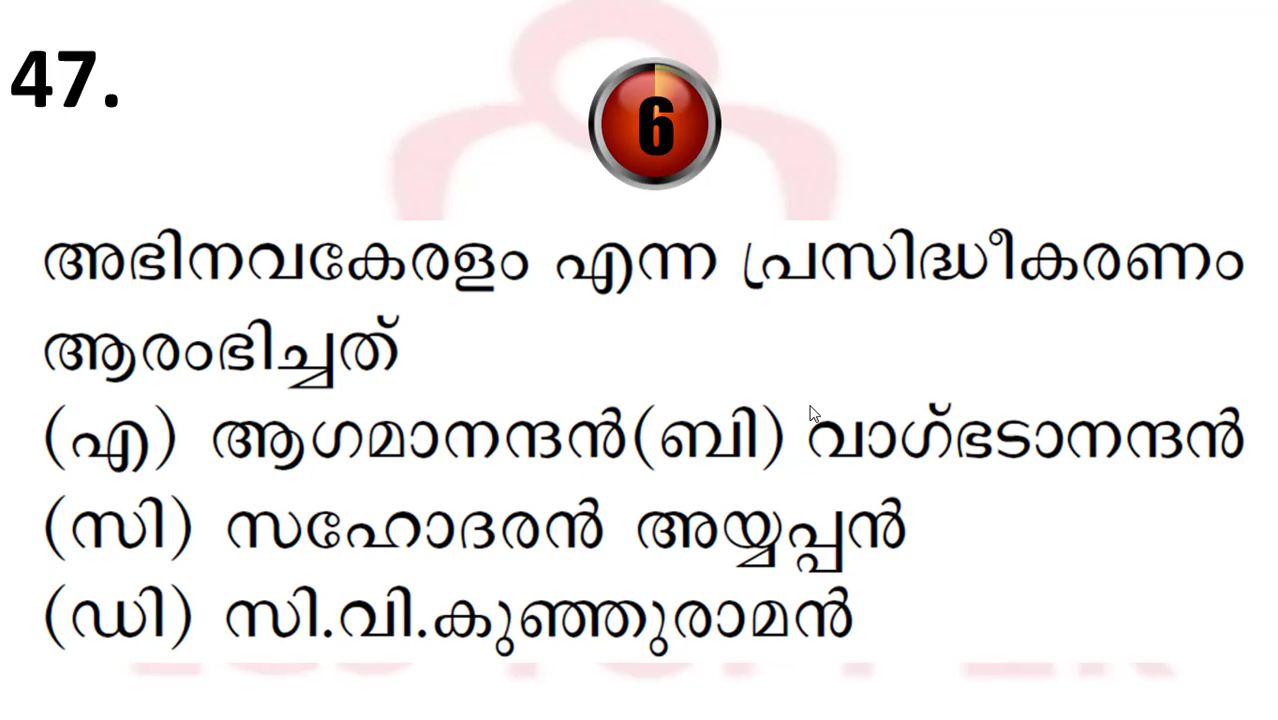 47.
6
അഭിനവകേരളം എന്ന പ്രസിദ്ധീകരണം
ആരംഭിച്ചത്
(എ) ആഗമാനന്ദൻ(ബി) വാഗ്ഭടാനന്ദൻ
(സി) സഹോദരൻ അയ്യപ്പൻ
(ഡി) സി.വി.കുഞ്ഞുരാമൻ